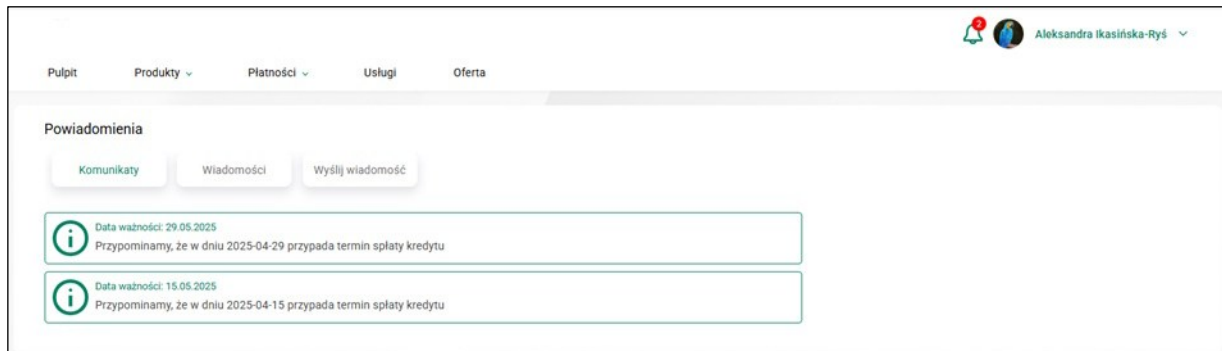 2
Aleksandra Ikasińska-Ryś
Pulpit Produkty Płatności Usługi Oferta
Powiadomienia
Komunikaty Wiadomości Wyślij wiadomość
Data ważności: 29.05.2025
Przypominamy, że w dniu 2025-04-29 przypada termin spłaty kredytu
Data ważności: 15.05.2025
Przypominamy, że w dniu 2025-04-15 przypada termin spłaty kredytu